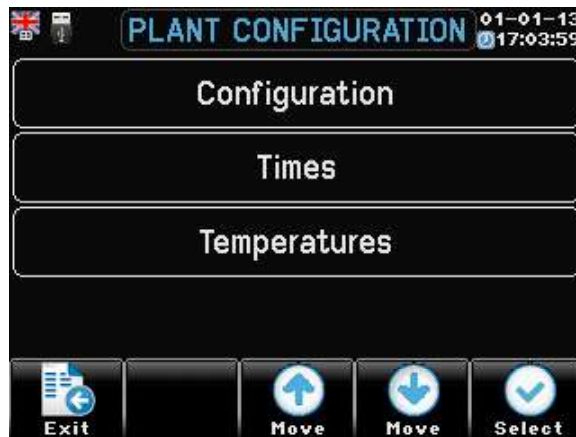 PLANT CONFIGURATION
01-01-13
17:03:59
Configuration
Times
Temperatures
Exit
Move
Move
Select